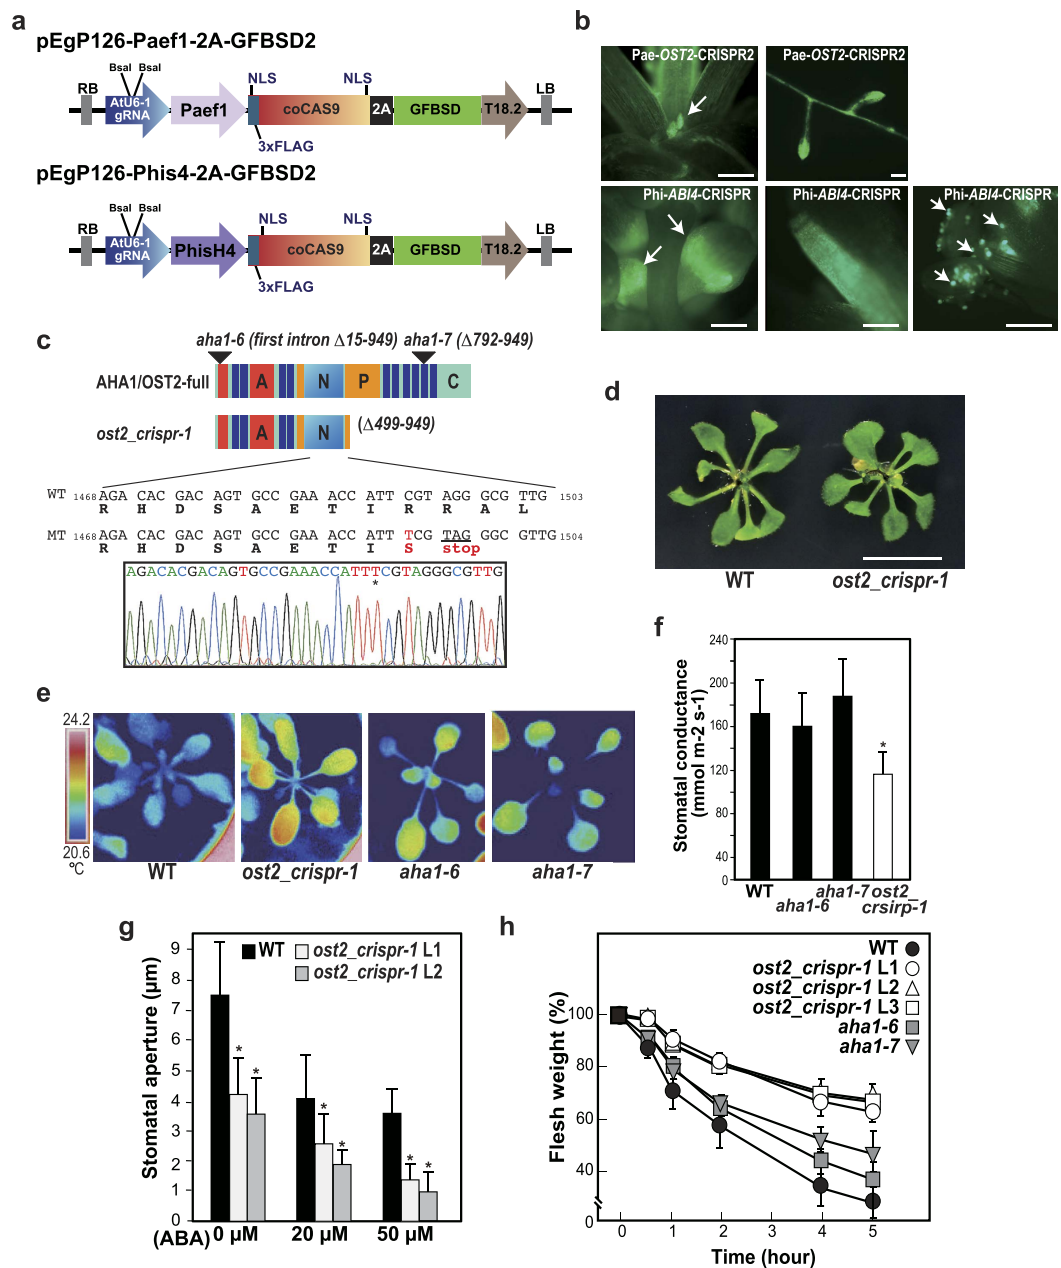 a
pEgP126-Paef1-2A-GFBSD2
BsaI BsaI
RB NLS NLS LB
AtU6-1 gRNA Paef1 coCAS9 2A GFBSD T18.2
3xFLAG
pEgP126-Phis4-2A-GFBSD2
BsaI BsaI
RB NLS NLS LB
AtU6-1 gRNA PhisH4 coCAS9 2A GFBSD T18.2
3xFLAG
b
Pae-OST2-CRISPR2 Pae-OST2-CRISPR2
Phi-ABI4-CRISPR Phi-ABI4-CRISPR Phi-ABI4-CRISPR
c
aha1-6 (first intron Δ15-949) aha1-7 (Δ792-949)
AHA1/OST2-full A N P C
ost2_crispr-1 A N (Δ499-949)
WT 1468 AGA CAC GAC AGT GCC GAA ACC ATT CGT AGG GCG TTG 1503
R H D S A E T I R R A L
MT 1468 AGA CAC GAC AGT GCC GAA ACC ATT TCG TAG GGC GTTG 1504
R H D S A E T I S stop
AGACACGACAGTGCCGAAACCATTTCGTAGGGCGTTG
*
d
WT ost2_crispr-1
e
24.2
20.6
°C
WT ost2_crispr-1 aha1-6 aha1-7
f
Stomatal conductance
(mmol m-2 s-1)
240
200
160
120
80
40
0
*
WT aha1-6 aha1-7 ost2_
crsirp-1
g
Stomatal aperture (µm)
9
8
7
6
5
4
3
2
1
0
WT ost2_crispr-1 L1
ost2_crispr-1 L2
* *
* *
* *
(ABA) 0 µM 20 µM 50 µM
h
WT
ost2_crispr-1 L1
ost2_crispr-1 L2
ost2_crispr-1 L3
aha1-6
aha1-7
Flesh weight (%)
100
80
60
40
0
0 1 2 3 4 5
Time (hour)